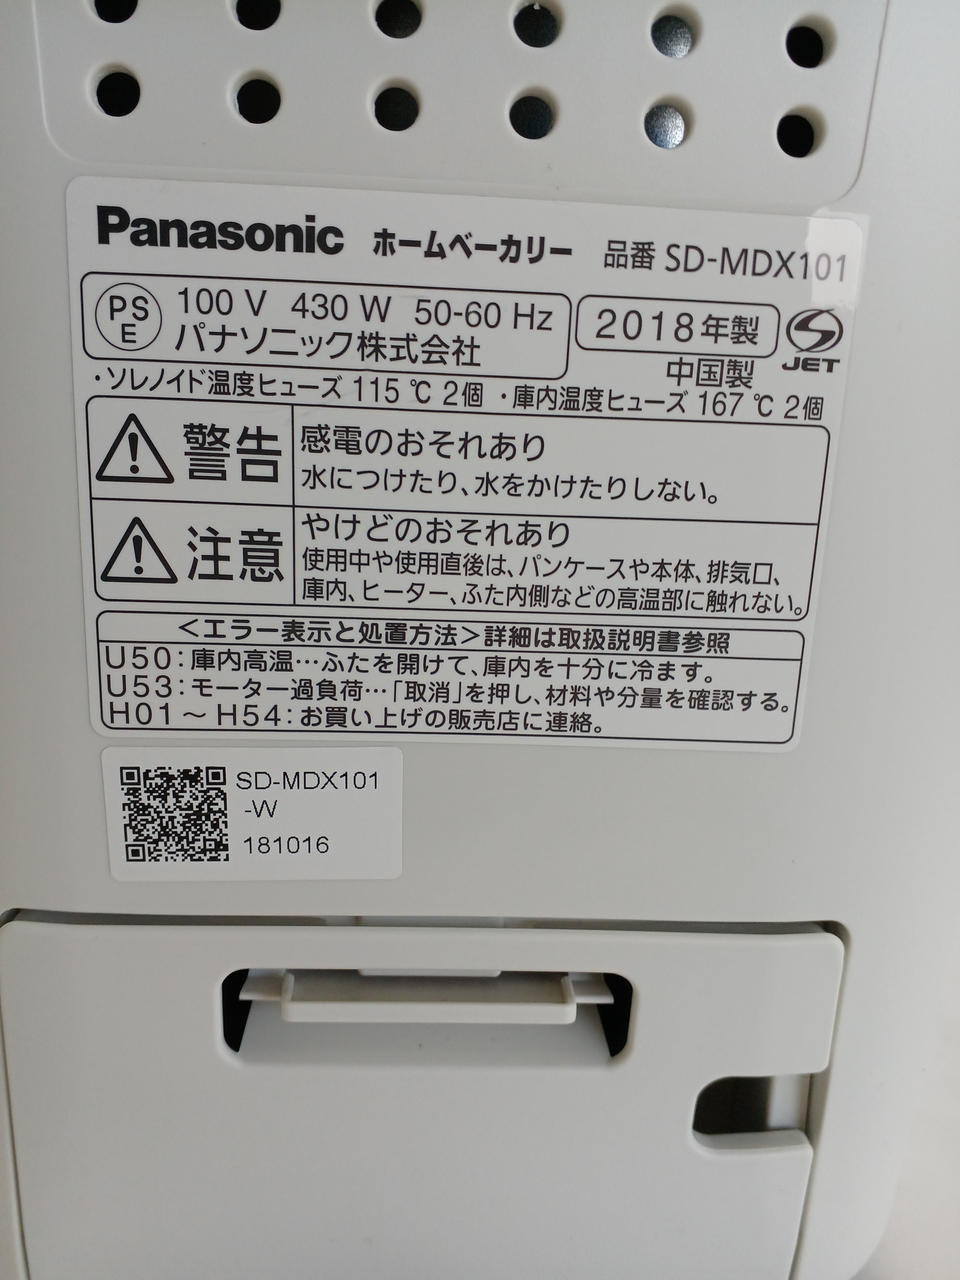 Panasonic ホームベーカリー 品番 SD-MDX101
PS E 100 V 430 W 50-60 Hz 2018年製
パナソニック株式会社 中国製 JET
・ソレノイド温度ヒューズ 115 ℃ 2個 ・庫内温度ヒューズ 167 ℃ 2個
警告 感電のおそれあり
水につけたり、水をかけたりしない。
注意 やけどのおそれあり
使用中や使用直後は、パンケースや本体、排気口、
庫内、ヒーター、ふた内側などの高温部に触れない。
＜エラー表示と処置方法＞詳細は取扱説明書参照
U50：庫内高温…ふたを開けて、庫内を十分に冷ます。
U53：モーター過負荷…「取消」を押し、材料や分量を確認する。
H01～H54：お買い上げの販売店に連絡。
SD-MDX101
-W
181016